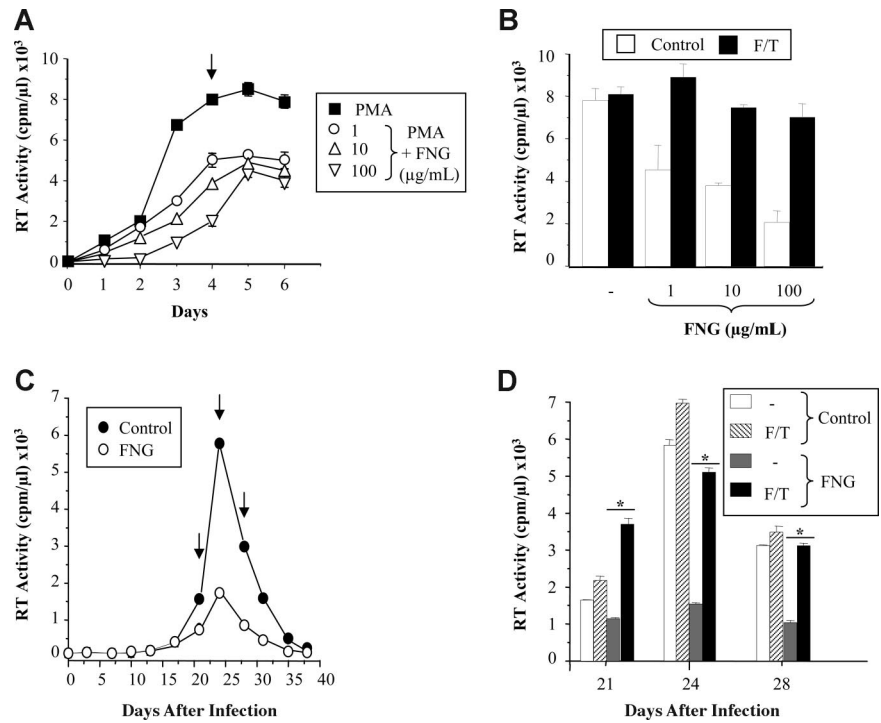 A
RT Activity (cpm/µl) x10³
10
8
6
4
2
0
0 1 2 3 4 5 6
Days
PMA
1
10
100
PMA
+ FNG
(µg/mL)
B
RT Activity (cpm/µl) x10³
10
8
6
4
2
0
Control F/T
- 1 10 100
FNG (µg/mL)
C
RT Activity (cpm/µl) x10³
7
6
5
4
3
2
1
0
Control
FNG
0 5 10 15 20 25 30 35 40
Days After Infection
D
RT Activity (cpm/µl) x10³
7
6
5
4
3
2
1
0
-
F/T
Control
-
F/T
FNG
*
*
*
21 24 28
Days After Infection